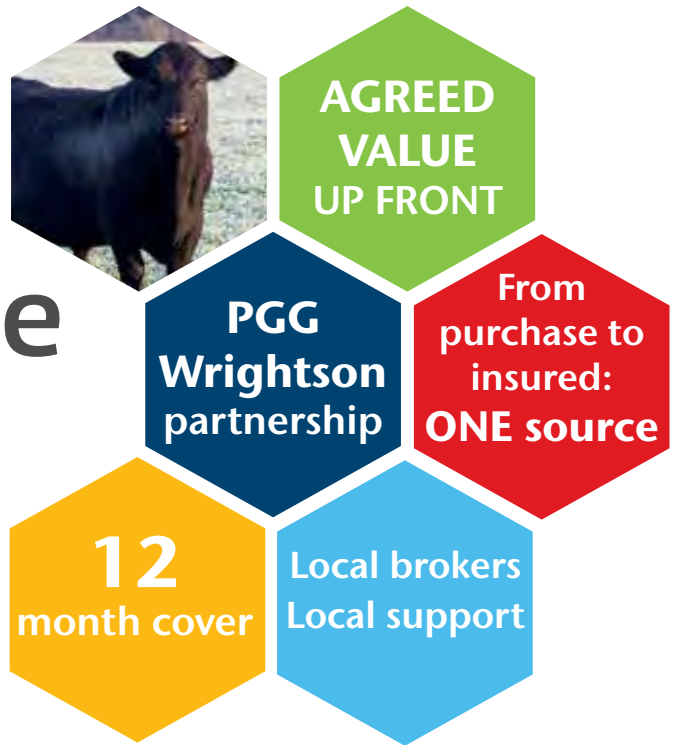 AGREED
VALUE
UP FRONT
e
PGG
Wrightson
partnership
From
purchase to
insured:
ONE source
12
month cover
Local brokers
Local support